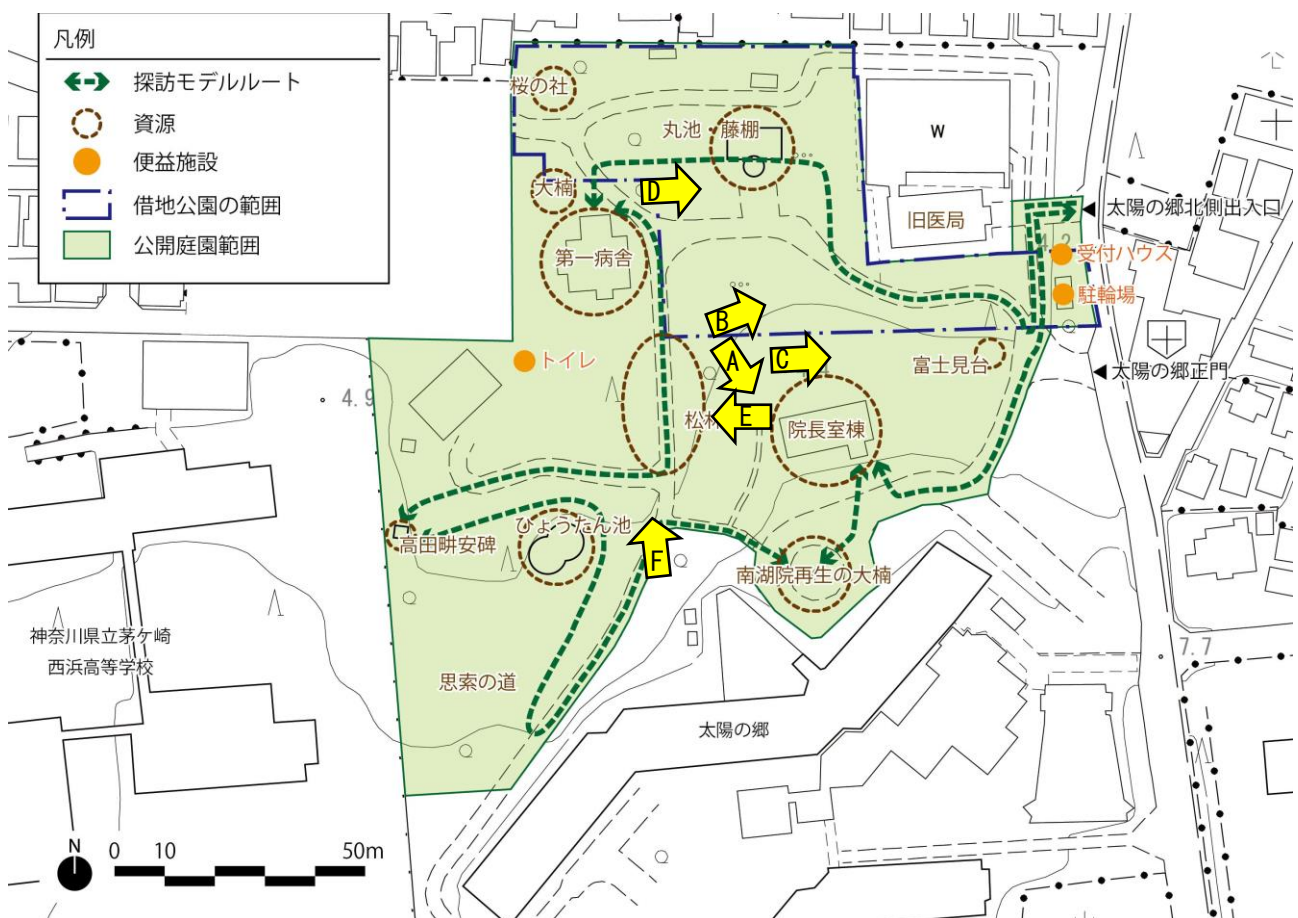 凡例
探訪モデルルート
資源
便益施設
借地公園の範囲
公開庭園範囲
桜の社
丸池・藤棚
W
大楠
D
旧医局
太陽の郷北側出入口
4.2
受付ハウス
第一病舎
駐輪場
B
トイレ
A
C
富士見台
太陽の郷正門
4.9
松林
E
院長室棟
ひょうたん池
高田畊安碑
F
南湖院再生の大楠
神奈川県立茅ケ崎
西浜高等学校
7.7
思索の道
太陽の郷
N
0 10 50m